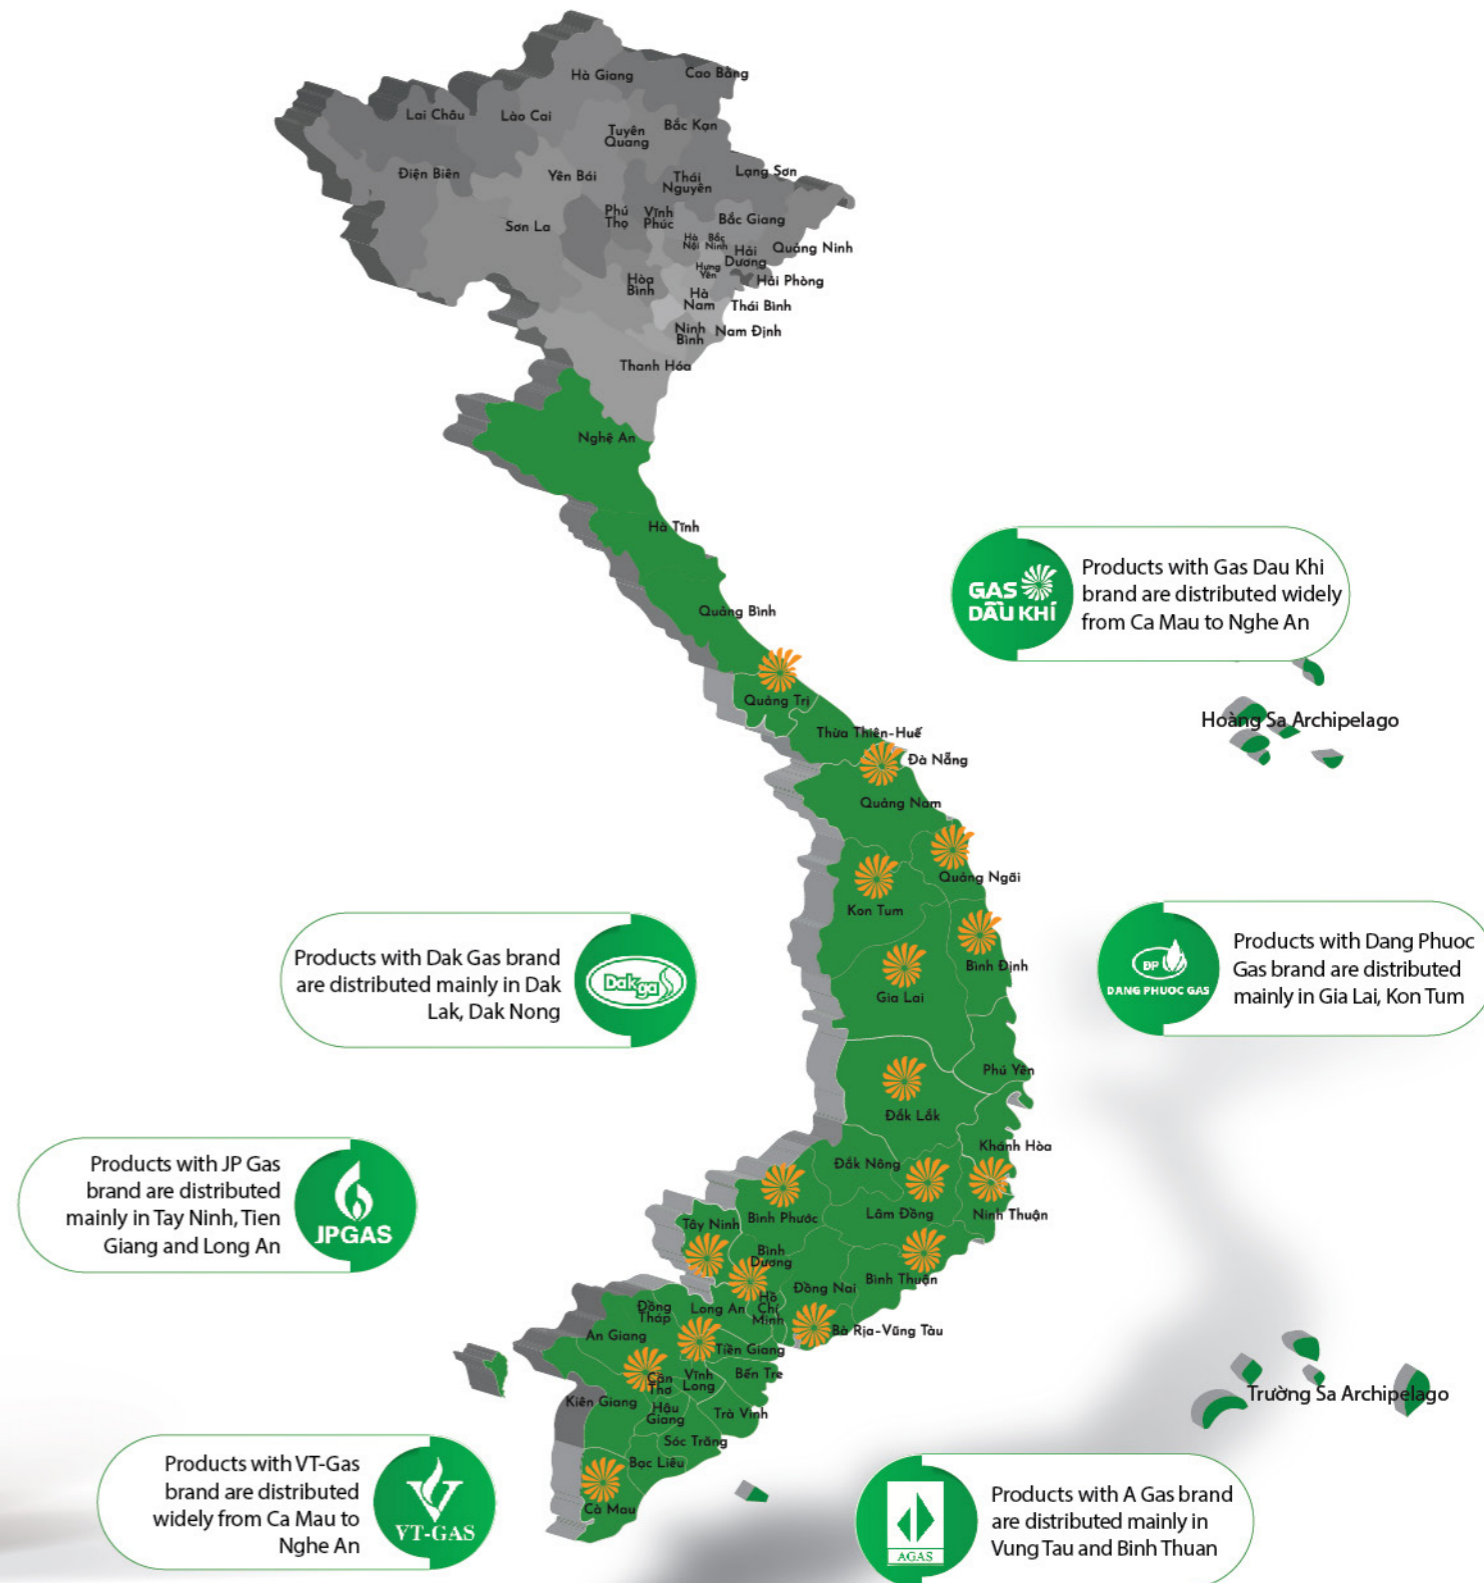 Hà Giang
Cao Bằng
Lai Châu
Lào Cai
Tuyên
Quang
Bắc Kạn
Điện Biên
Yên Bái
Thái
Nguyên
Lạng Sơn
Sơn La
Phú
Thọ
Vĩnh
Phúc
Bắc Giang
Hà
Nội
Bắc
Ninh
Hải
Dương
Quảng Ninh
Hưng
Yên
Hải Phòng
Hòa
Bình
Hà
Nam
Thái Bình
Ninh
Bình
Nam Định
Thanh Hóa
Nghệ An
Hà Tĩnh
Quảng Bình
GAS
DẦU KHÍ
Products with Gas Dau Khi
brand are distributed widely
from Ca Mau to Nghe An
Quảng Trị
Hoàng Sa Archipelago
Thừa Thiên-Huế
Đà Nẵng
Quảng Nam
Quảng Ngãi
Kon Tum
Bình Định
Gia Lai
Products with Dak Gas brand
are distributed mainly in Dak
Lak, Dak Nong
Dakgas
ĐP
DANG PHUOC GAS
Products with Dang Phuoc
Gas brand are distributed
mainly in Gia Lai, Kon Tum
Phú Yên
Đắk Lắk
Khánh Hòa
Đắk Nông
Products with JP Gas
brand are distributed
mainly in Tay Ninh, Tien
Giang and Long An
JPGAS
Tây Ninh
Bình Phước
Lâm Đồng
Ninh Thuận
Bình
Dương
Bình Thuận
Đồng Nai
Đồng
Tháp
Long An
Hồ
Chí
Minh
Bà Rịa-Vũng Tàu
An Giang
Tiền Giang
Cần
Thơ
Vĩnh
Long
Bến Tre
Kiên Giang
Hậu
Giang
Trà Vinh
Trường Sa Archipelago
Sóc Trăng
Bạc Liêu
Cà Mau
Products with VT-Gas
brand are distributed
widely from Ca Mau to
Nghe An
VT-GAS
AGAS
Products with A Gas brand
are distributed mainly in
Vung Tau and Binh Thuan